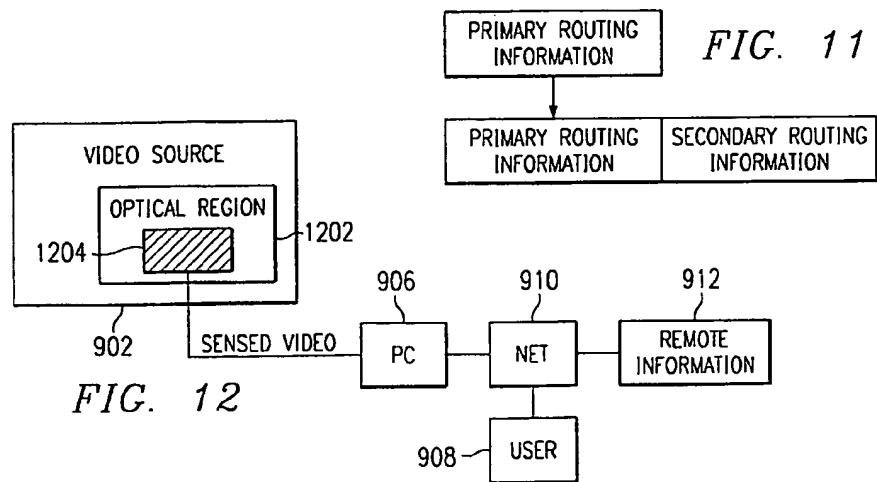 PRIMARY ROUTING
INFORMATION
FIG. 11
PRIMARY ROUTING
INFORMATION
SECONDARY ROUTING
INFORMATION
VIDEO SOURCE
OPTICAL REGION
1204
1202
902
SENSED VIDEO
906
PC
910
NET
912
REMOTE
INFORMATION
908
USER
FIG. 12